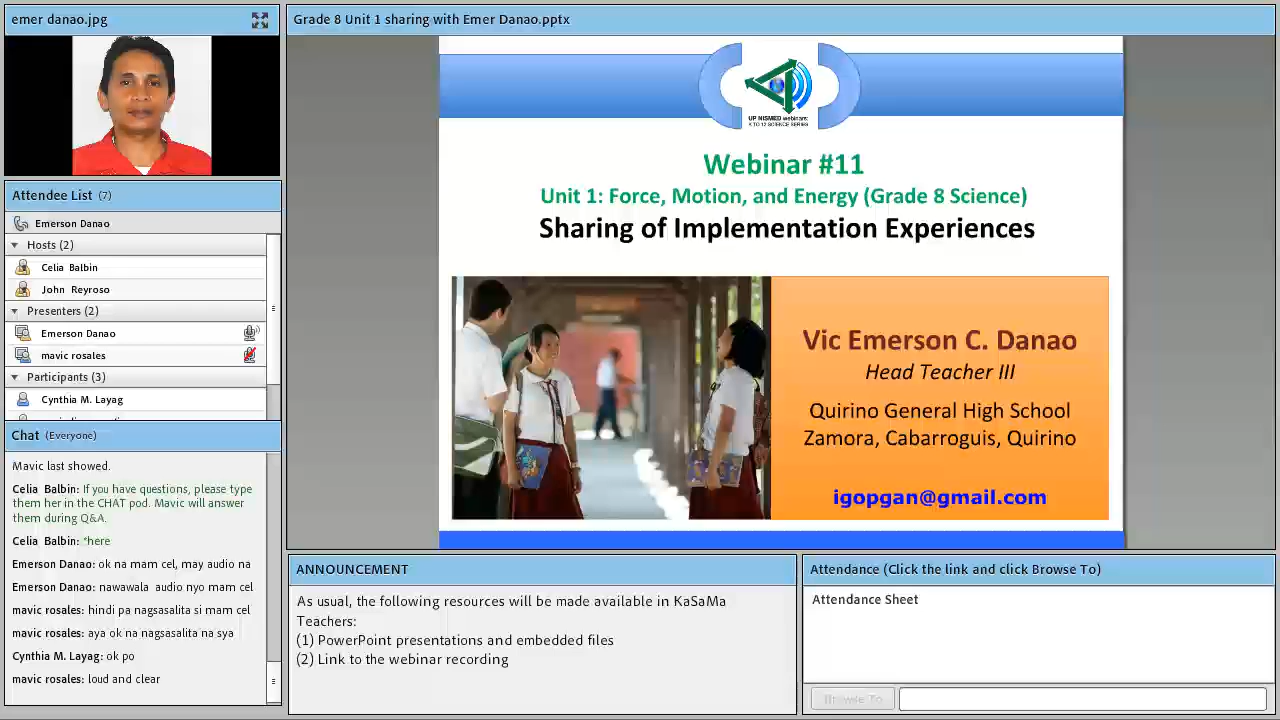 emer danao.jpg
Attendee List (7)
Emerson Danao
Hosts (2)
Celia Balbin
John Reyroso
Presenters (2)
Emerson Danao
mavic rosales
Participants (3)
Cynthia M. Layag
Chat (Everyone)
Mavic last showed.
Celia Balbin: If you have questions, please type
them her in the CHAT pod. Mavic will answer
them during Q&A.
Celia Balbin: *here
Emerson Danao: ok na mam cel, may audio na
Emerson Danao: nawawala audio nyo mam cel
mavic rosales: hindi pa nagsasalita si mam cel
mavic rosales: aya ok na nagsasalita na sya
Cynthia M. Layag: ok po
mavic rosales: loud and clear
Grade 8 Unit 1 sharing with Emer Danao.pptx
UP NISMED webinars:
K TO 12 SCIENCE SERIES
Webinar #11
Unit 1: Force, Motion, and Energy (Grade 8 Science)
Sharing of Implementation Experiences
Vic Emerson C. Danao
Head Teacher III
Quirino General High School
Zamora, Cabarroguis, Quirino
igopgan@gmail.com
ANNOUNCEMENT
As usual, the following resources will be made available in KaSaMa
Teachers:
(1) PowerPoint presentations and embedded files
(2) Link to the webinar recording
Attendance (Click the link and click Browse To)
Attendance Sheet
Browse To